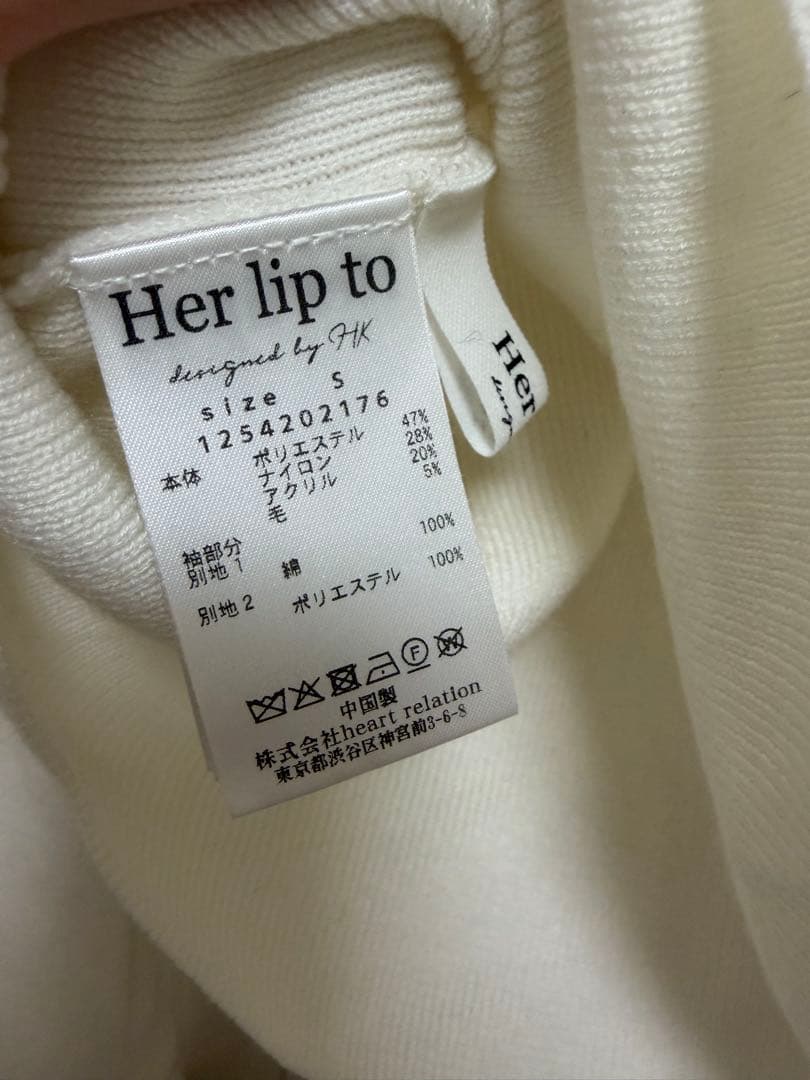 Her lip to
designed by HK
size S
1254202176
本体 ポリエステル 47%
ナイロン 28%
アクリル 20%
毛 5%
袖部分
別地1 綿 100%
別地2 ポリエステル 100%
F W
中国製
株式会社heart relation
東京都渋谷区神宮前3-6-8
Her